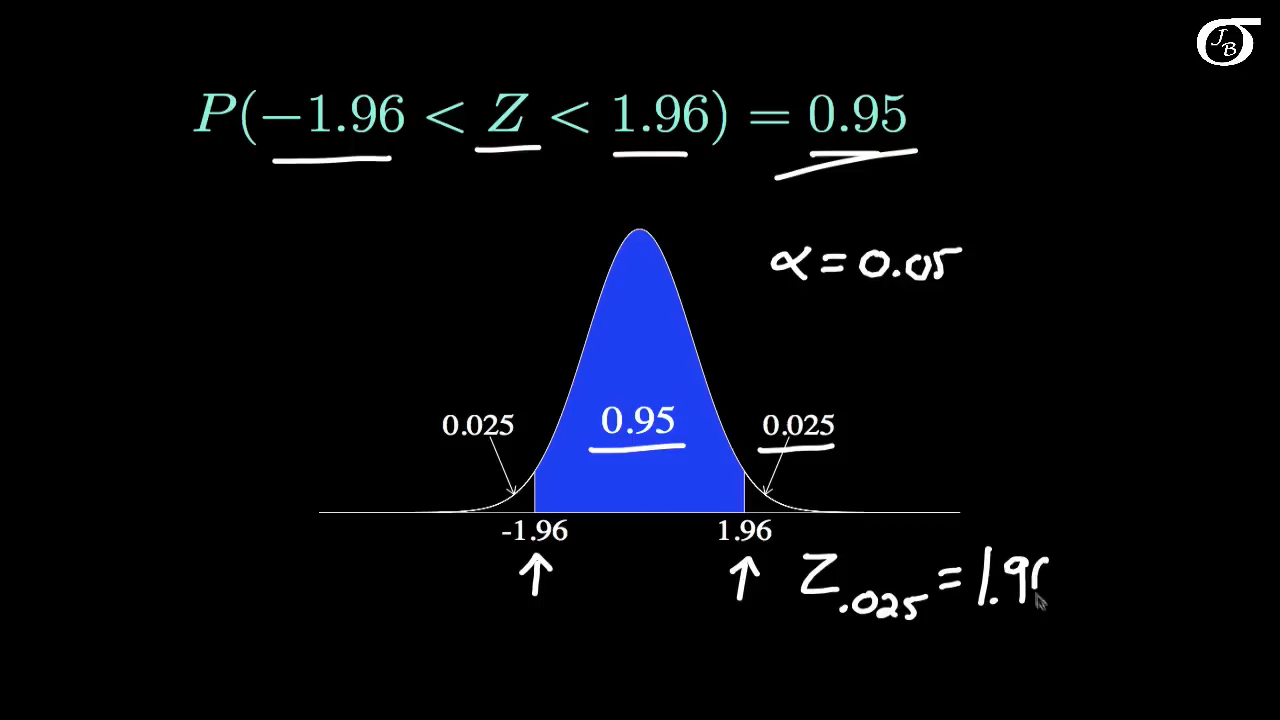 JB
P(−1.96 < Z < 1.96) = 0.95
α = 0.05
0.025 0.95 0.025
-1.96 1.96
Z.025 = 1.9